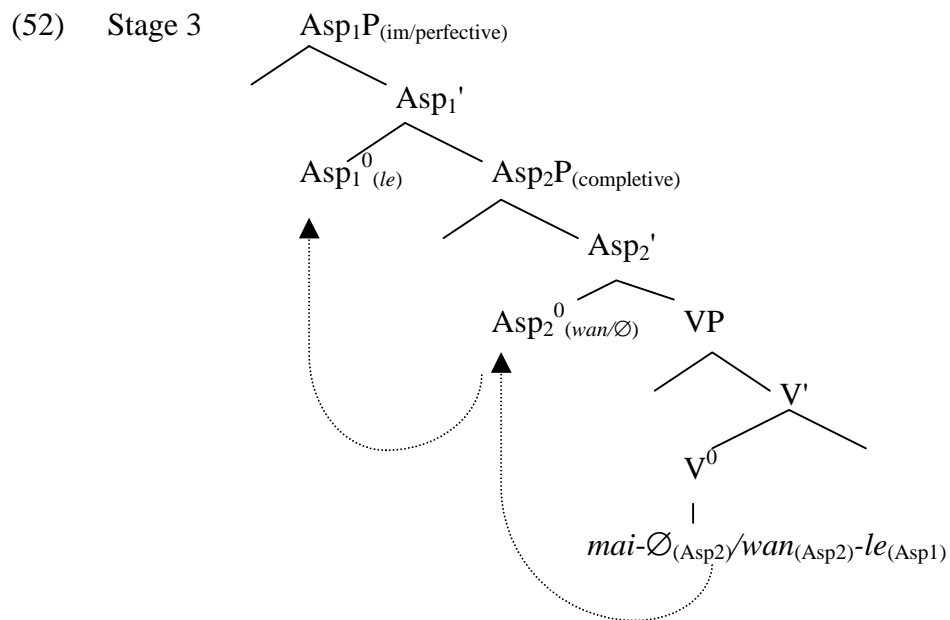 (52) Stage 3 Asp₁P(im/perfective)
Asp₁'
Asp₁⁰(le) Asp₂P(completive)
Asp₂'
Asp₂⁰(wan/∅) VP
V'
V⁰
mai-∅(Asp2)/wan(Asp2)-le(Asp1)